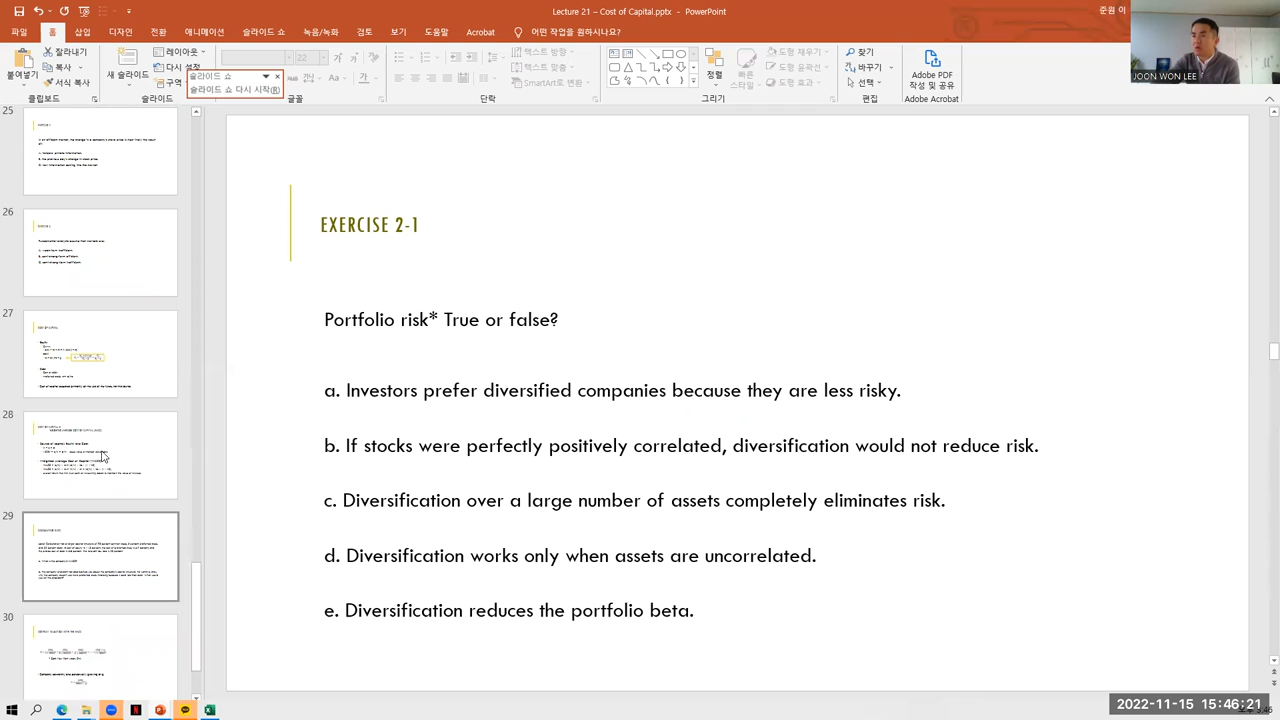 Lecture 21 – Cost of Capital.pptx - PowerPoint
준원 이
파일
홈
삽입
디자인
전환
애니메이션
슬라이드 쇼
녹음/녹화
검토
보기
도움말
Acrobat
어떤 작업을 원하시나요?
붙여넣기
잘라내기
복사
서식 복사
클립보드
새 슬라이드
레이아웃
다시 설정
구역
슬라이드
슬라이드 쇼
슬라이드 쇼 다시 시작(R)
22
글꼴
텍스트 방향
텍스트 맞춤
SmartArt로 변환
단락
정렬
빠른 스타일
도형 채우기
도형 윤곽선
도형 효과
그리기
찾기
바꾸기
선택
편집
Adobe PDF
작성 및 공유
Adobe Acrobat
JOON WON LEE
25
26
27
28
29
30
EXERCISE 2-1
Portfolio risk* True or false?
a. Investors prefer diversified companies because they are less risky.
b. If stocks were perfectly positively correlated, diversification would not reduce risk.
c. Diversification over a large number of assets completely eliminates risk.
d. Diversification works only when assets are uncorrelated.
e. Diversification reduces the portfolio beta.
2022-11-15 15:46:21